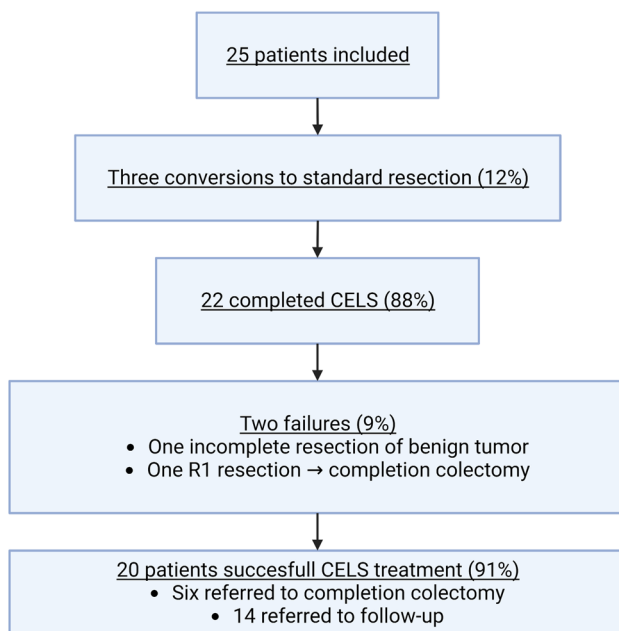 25 patients included
Three conversions to standard resection (12%)
22 completed CELS (88%)
Two failures (9%)
• One incomplete resection of benign tumor
• One R1 resection → completion colectomy
20 patients succesfull CELS treatment (91%)
• Six referred to completion colectomy
• 14 referred to follow-up